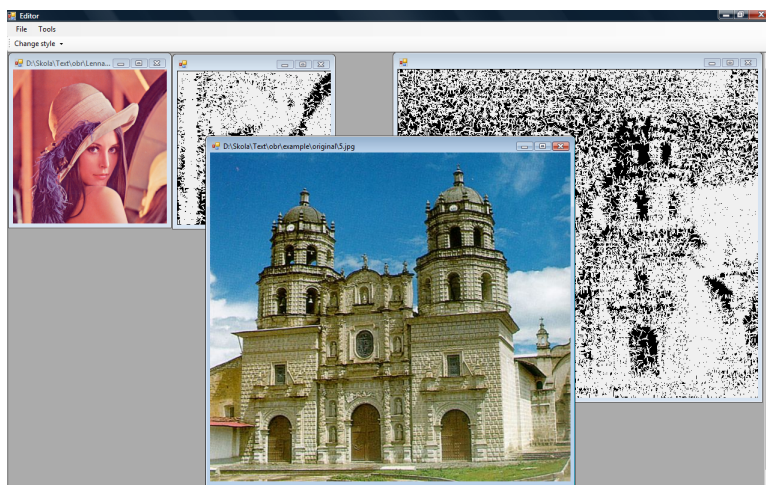 Editor
File Tools
Change style
D:\Skola\Text\obr\Lenna...
D:\Skola\Text\obr\example\original\5.jpg